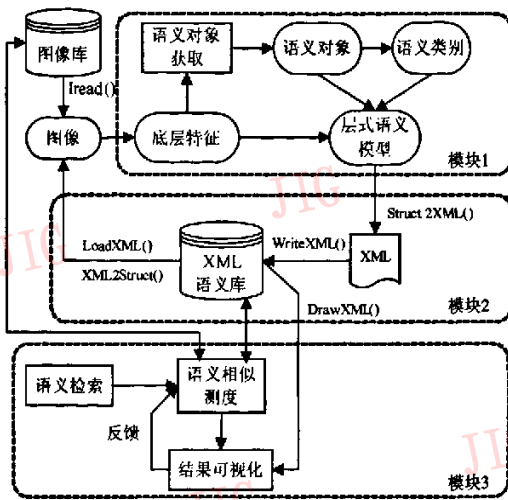 图像库
语义对象
获取
语义对象
语义类别
Iread()
图像
底层特征
层式语义
模型
模块1
Struct 2XML()
LoadXML()
XML2Struct()
XML
语义库
WriteXML()
XML
DrawXML()
模块2
语义检索
语义相似
测度
反馈
结果可视化
模块3
JIG
JIG
JIG
JIG